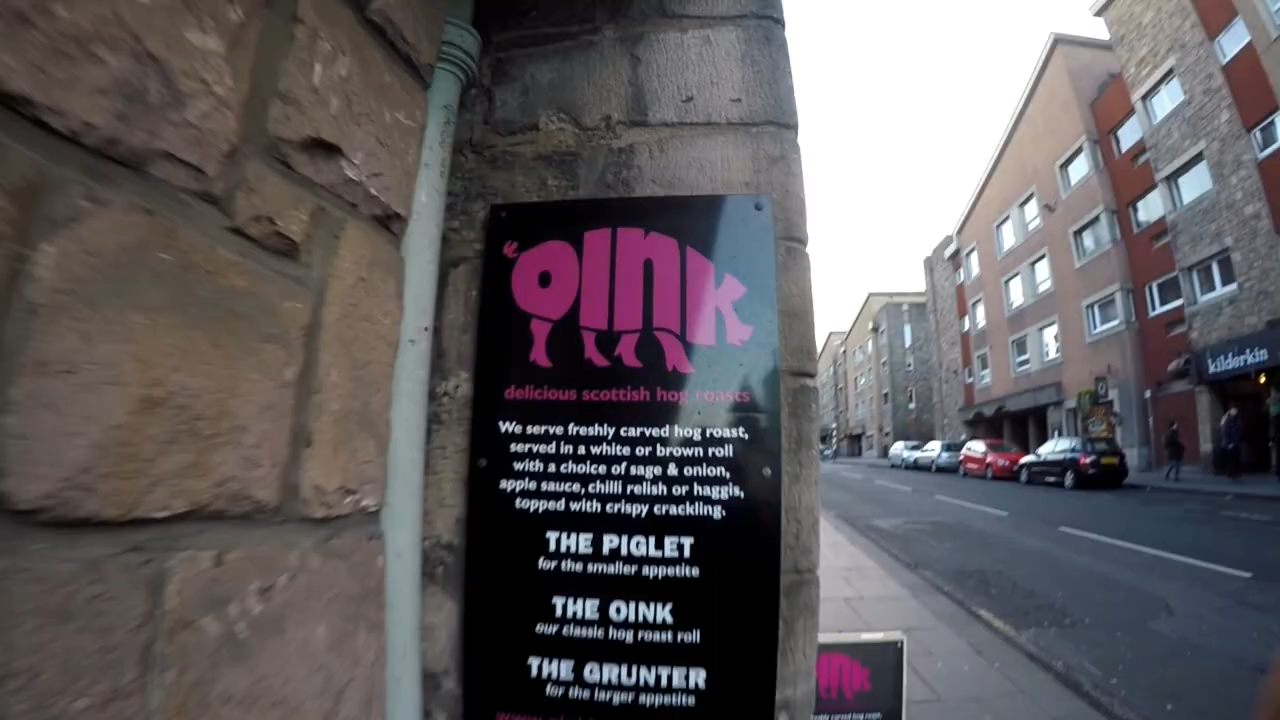 OINK
delicious scottish hog roasts
We serve freshly carved hog roast,
served in a white or brown roll
with a choice of sage & onion,
apple sauce, chilli relish or haggis,
topped with crispy crackling.
THE PIGLET
for the smaller appetite
THE OINK
our classic hog roast roll
THE GRUNTER
for the larger appetite
kilderkin
OINK